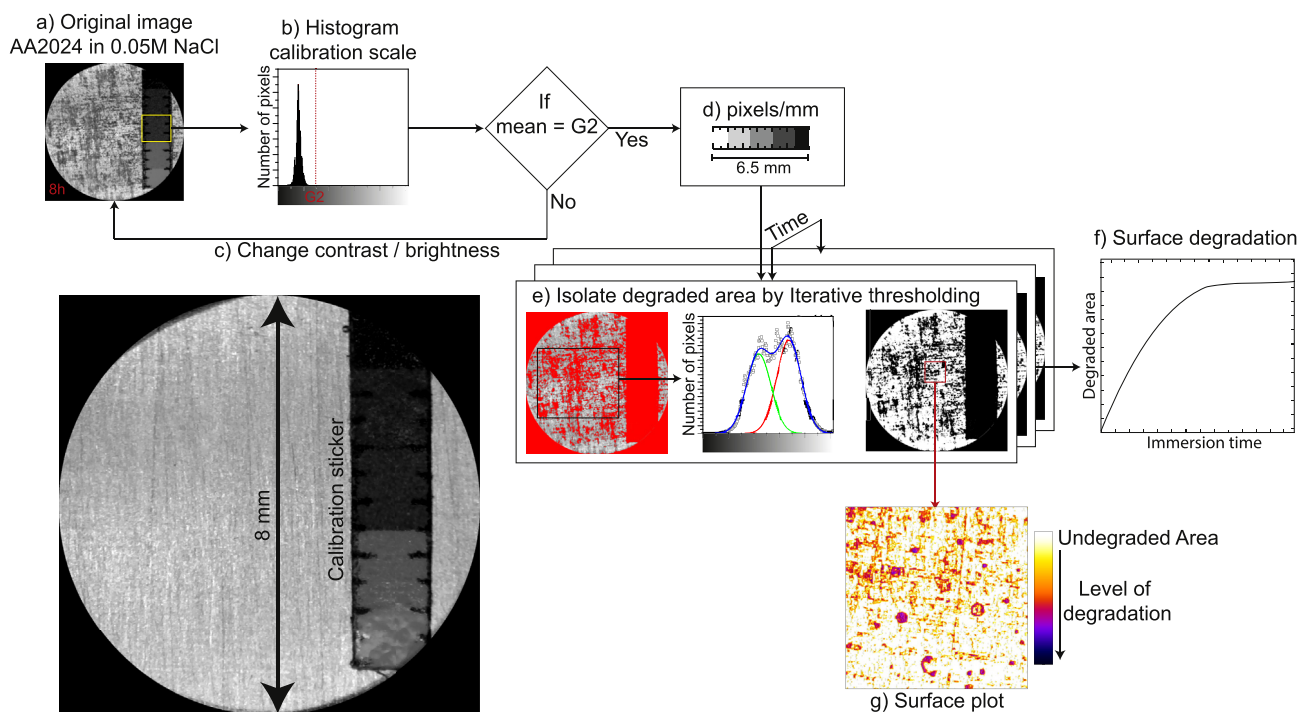 a) Original image
AA2024 in 0.05M NaCl
8h
b) Histogram
calibration scale
Number of pixels
G2
If
mean = G2
Yes
No
c) Change contrast / brightness
d) pixels/mm
6.5 mm
Time
e) Isolate degraded area by Iterative thresholding
Number of pixels
f) Surface degradation
Degraded area
Immersion time
8 mm
Calibration sticker
Undegraded Area
Level of
degradation
g) Surface plot